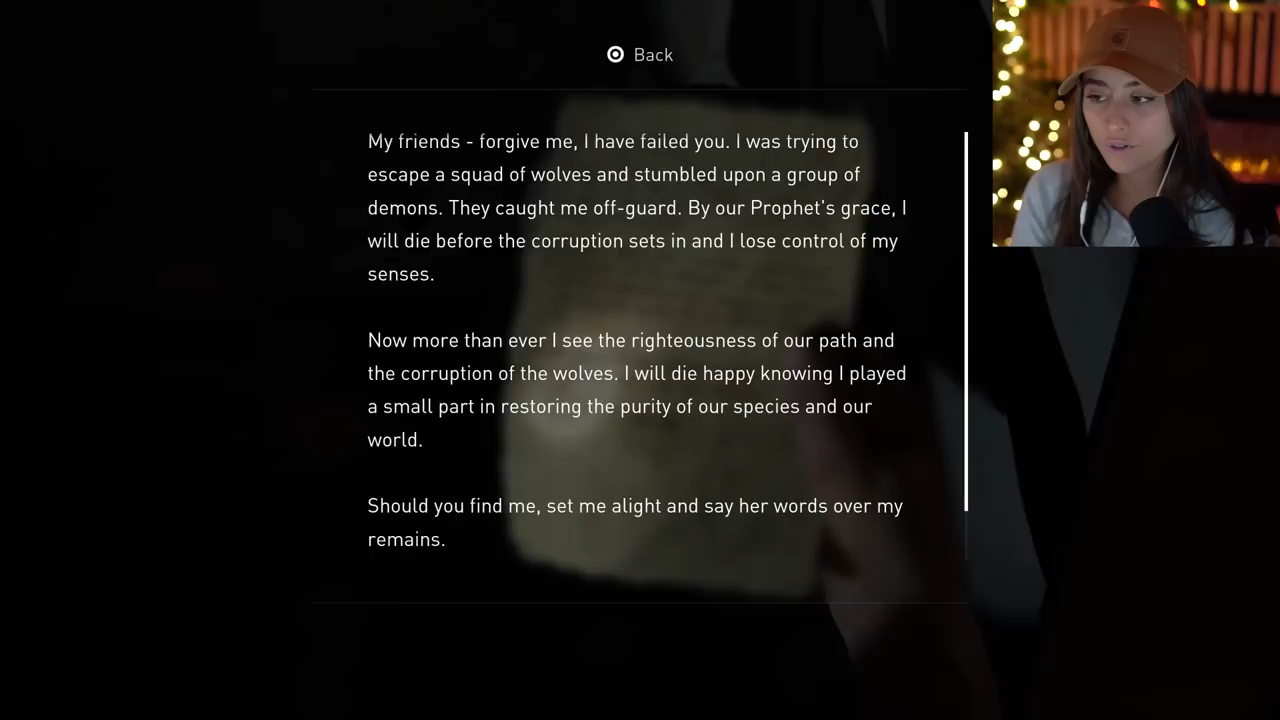 Back
My friends - forgive me, I have failed you. I was trying to
escape a squad of wolves and stumbled upon a group of
demons. They caught me off-guard. By our Prophet's grace, I
will die before the corruption sets in and I lose control of my
senses.
Now more than ever I see the righteousness of our path and
the corruption of the wolves. I will die happy knowing I played
a small part in restoring the purity of our species and our
world.
Should you find me, set me alight and say her words over my
remains.